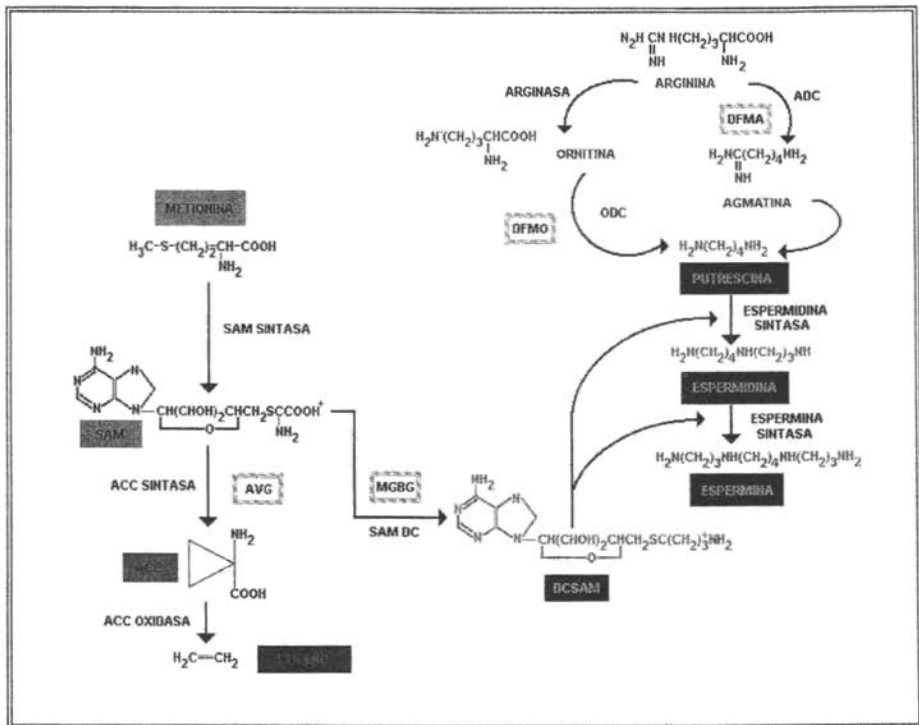 N₂H CN H(CH₂)₃CHCOOH
NH NH₂
ARGININA
ARGINASA
ADC
DFMA
H₂N(CH₂)₃CHCOOH
NH₂
ORNITINA
H₂NC(CH₂)₄NH₂
NH
AGMATINA
METIONINA
DFMO
ODC
H₂N(CH₂)₄NH₂
PUTRESCINA
H₃C-S-(CH₂)₂CH-COOH
NH₂
ESPERMIDINA
SINTASA
SAM SINTASA
H₂N(CH₂)₄NH(CH₂)₃NH
ESPERMIDINA
NH₂
N
N
N
N
CH(CHOH)₂CHCH₂SCCCOOH⁺
O
NH₂
SAM
ESPERMINA
SINTASA
H₂N(CH₂)₃NH(CH₂)₄NH(CH₂)₃NH₂
ESPERMINA
ACC SINTASA
AVG
MGBG
SAM DC
NH₂
NH₂
N
N
N
N
CH(CHOH)₂CHCH₂SC(CH₂)₃⁺NH₂
O
DCSAM
COOH
ACC OXIDASA
H₂C=CH₂